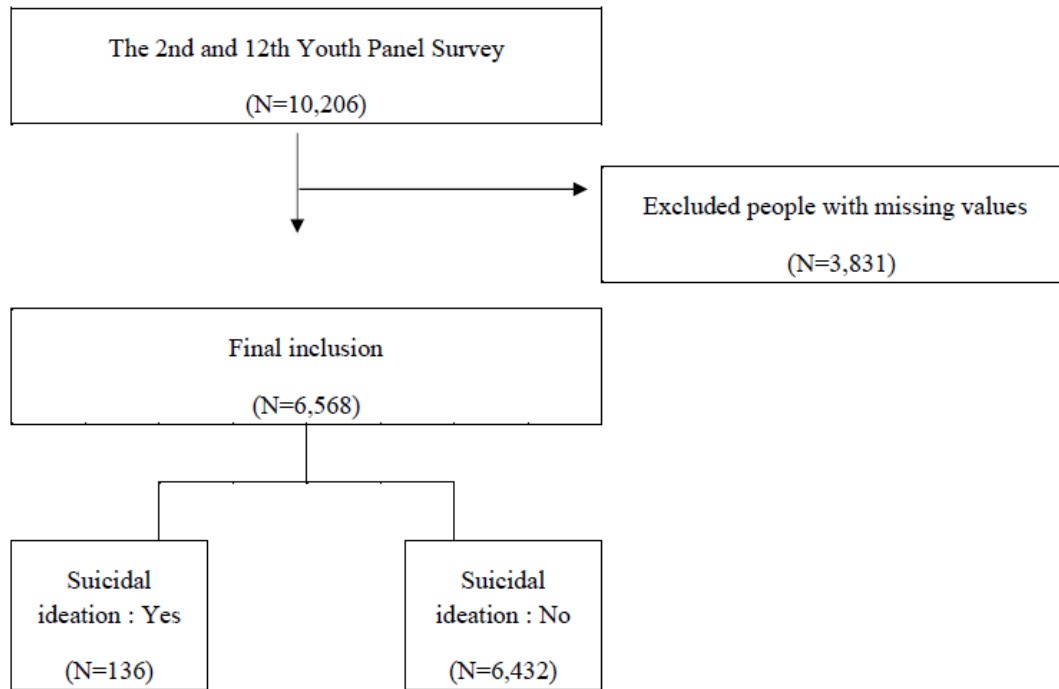 The 2nd and 12th Youth Panel Survey
(N=10,206)
Excluded people with missing values
(N=3,831)
Final inclusion
(N=6,568)
Suicidal
ideation : Yes
(N=136)
Suicidal
ideation : No
(N=6,432)